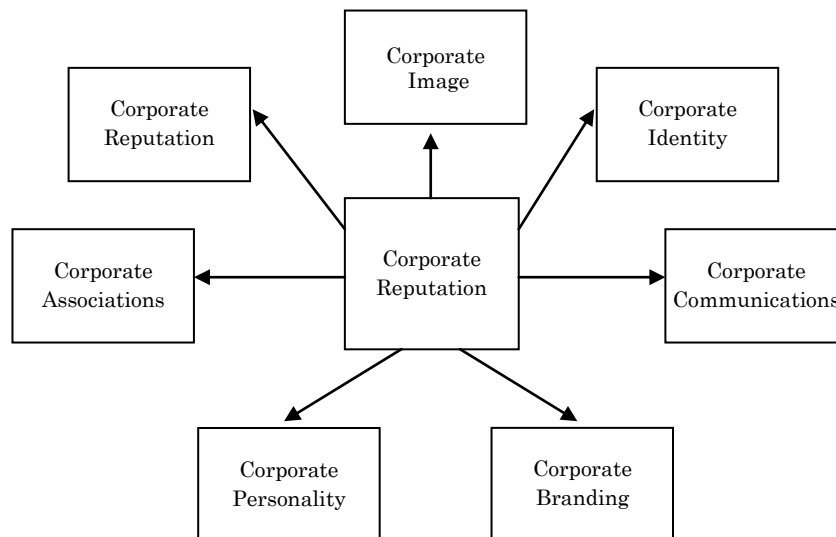 Corporate
Image
Corporate
Reputation
Corporate
Identity
Corporate
Associations
Corporate
Reputation
Corporate
Communications
Corporate
Personality
Corporate
Branding